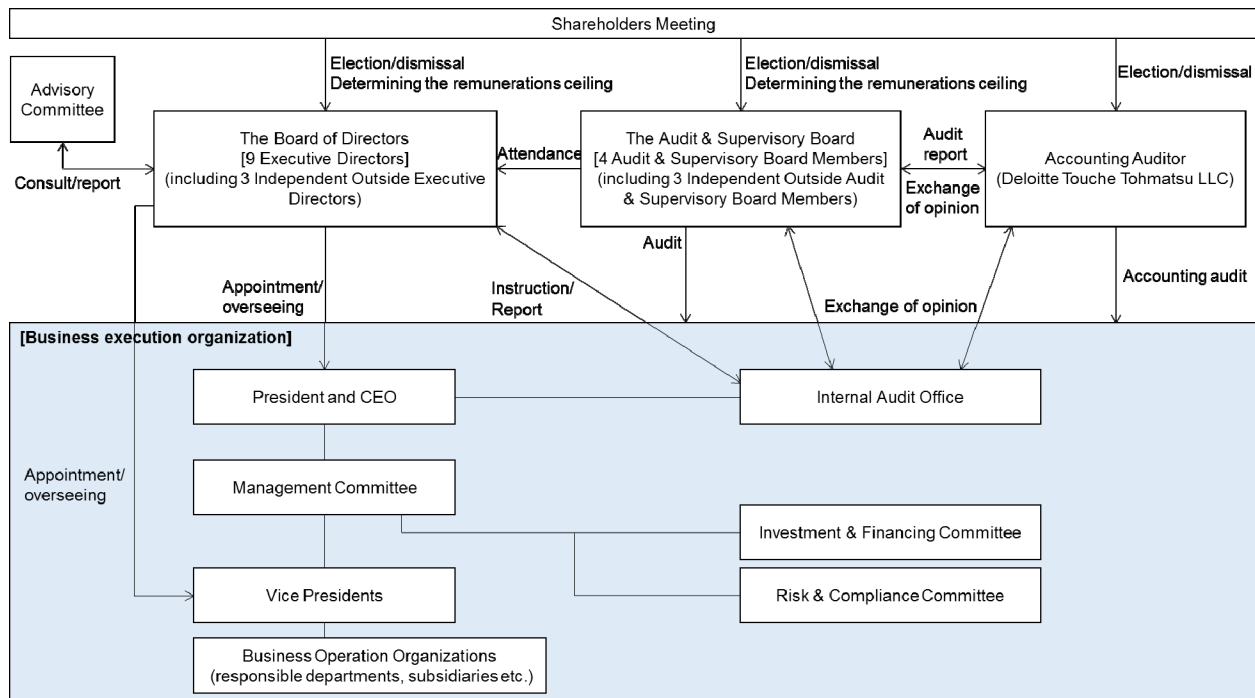 Shareholders Meeting
Election/dismissal
Determining the remunerations ceiling
Election/dismissal
Determining the remunerations ceiling
Election/dismissal
Advisory
Committee
Consult/report
The Board of Directors
[9 Executive Directors]
(including 3 Independent Outside Executive
Directors)
Attendance
The Audit & Supervisory Board
[4 Audit & Supervisory Board Members]
(including 3 Independent Outside Audit
& Supervisory Board Members)
Audit
report
Exchange
of opinion
Accounting Auditor
(Deloitte Touche Tohmatsu LLC)
Appointment/
overseeing
Instruction/
Report
Audit
Exchange of opinion
Accounting audit
[Business execution organization]
President and CEO
Internal Audit Office
Appointment/
overseeing
Management Committee
Investment & Financing Committee
Vice Presidents
Risk & Compliance Committee
Business Operation Organizations
(responsible departments, subsidiaries etc.)